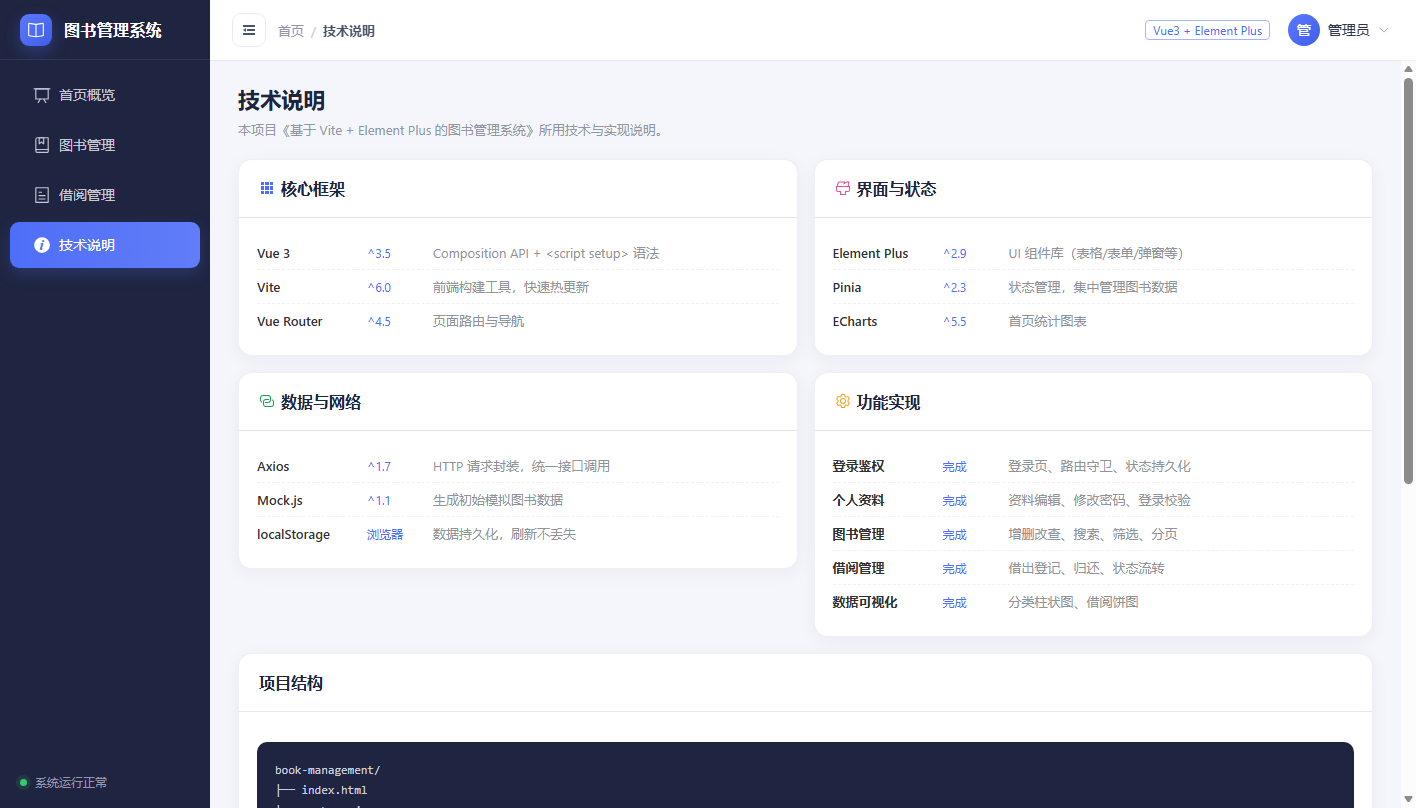 图书管理系统
首页 / 技术说明
Vue3 + Element Plus
管 管理员
首页概览
图书管理
借阅管理
技术说明
系统运行正常
技术说明
本项目《基于 Vite + Element Plus 的图书管理系统》所用技术与实现说明。
核心框架
Vue 3 ^3.5 Composition API + <script setup> 语法
Vite ^6.0 前端构建工具，快速热更新
Vue Router ^4.5 页面路由与导航
界面与状态
Element Plus ^2.9 UI 组件库（表格/表单/弹窗等）
Pinia ^2.3 状态管理，集中管理图书数据
ECharts ^5.5 首页统计图表
数据与网络
Axios ^1.7 HTTP 请求封装，统一接口调用
Mock.js ^1.1 生成初始模拟图书数据
localStorage 浏览器 数据持久化，刷新不丢失
功能实现
登录鉴权 完成 登录页、路由守卫、状态持久化
个人资料 完成 资料编辑、修改密码、登录校验
图书管理 完成 增删改查、搜索、筛选、分页
借阅管理 完成 借出登记、归还、状态流转
数据可视化 完成 分类柱状图、借阅饼图
项目结构
book-management/
├── index.html